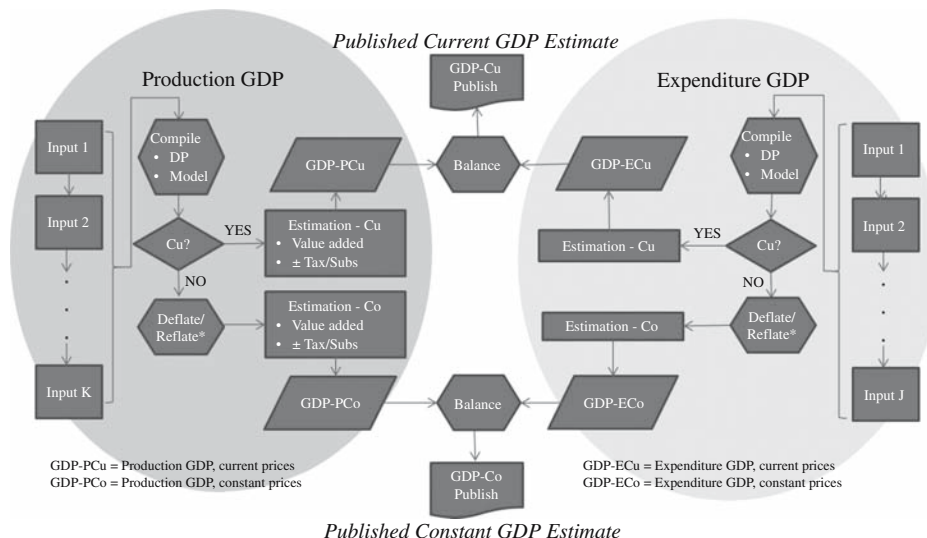 Published Current GDP Estimate
Production GDP
Expenditure GDP
GDP-Cu
Publish
Input 1
Input 2
.
.
.
Input K
Compile
• DP
• Model
Cu?
YES
NO
Deflate/
Reflate*
Estimation - Cu
• Value added
• ± Tax/Subs
Estimation - Co
• Value added
• ± Tax/Subs
GDP-PCu
GDP-PCo
Balance
Balance
GDP-ECu
GDP-ECo
Estimation - Cu
Estimation - Co
Compile
• DP
• Model
Cu?
YES
NO
Deflate/
Reflate*
Input 1
Input 2
.
.
.
Input J
GDP-PCu = Production GDP, current prices
GDP-PCo = Production GDP, constant prices
GDP-Co
Publish
GDP-ECu = Expenditure GDP, current prices
GDP-ECo = Expenditure GDP, constant prices
Published Constant GDP Estimate